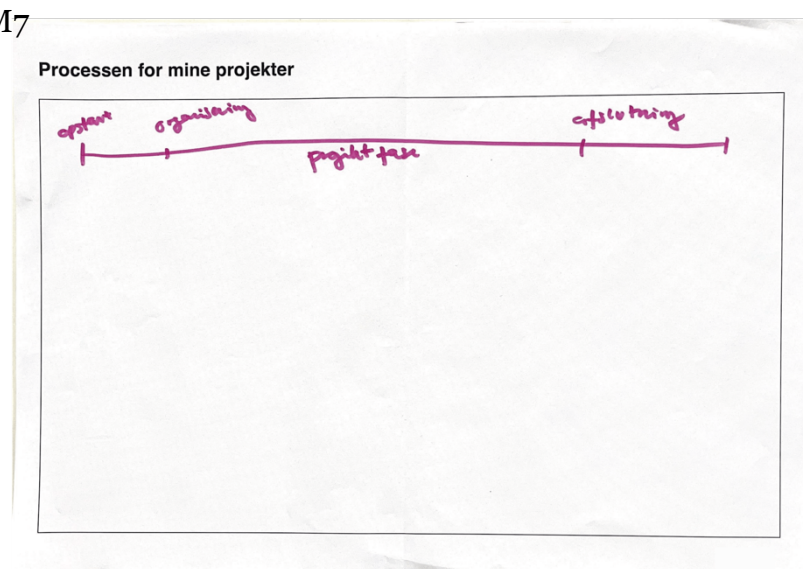 M7
Processen for mine projekter
opstart organisering afslutning
projekt fase